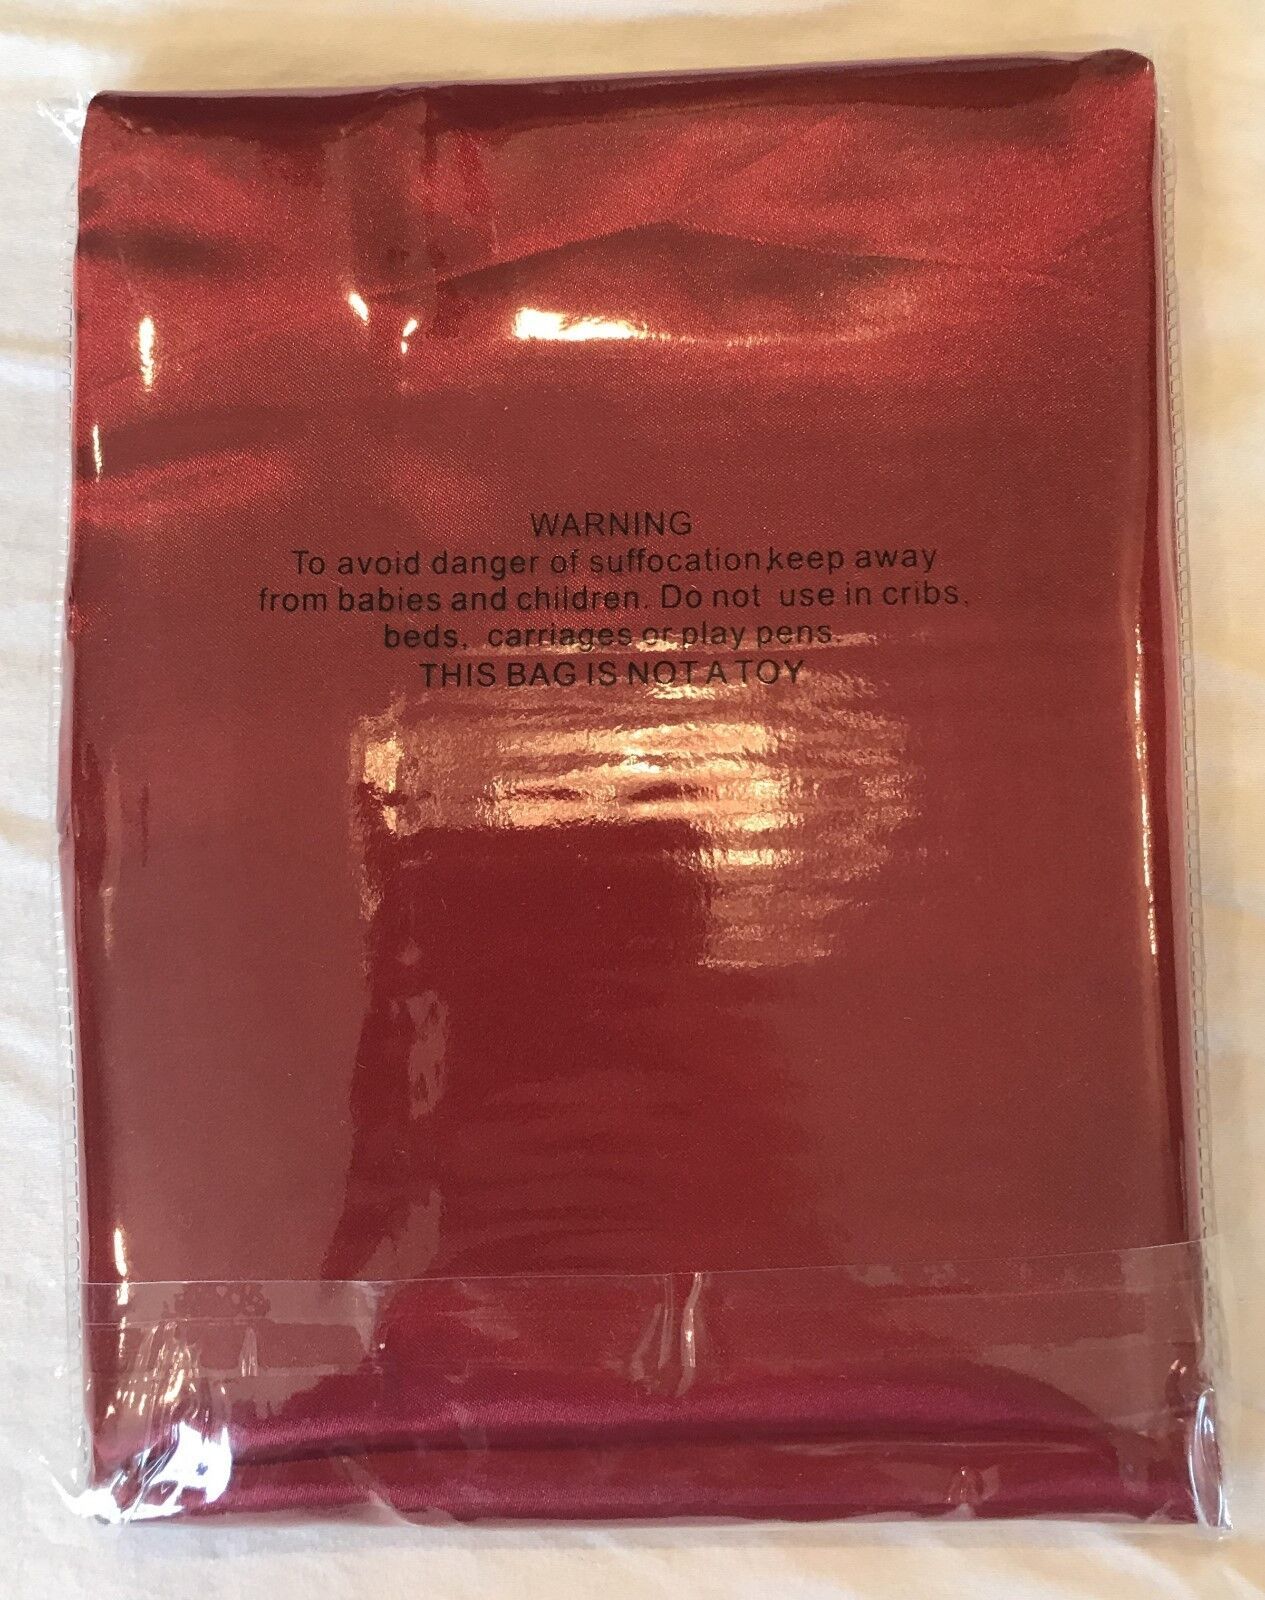 WARNING
To avoid danger of suffocation,keep away
from babies and children. Do not use in cribs,
beds, carriages or play pens.
THIS BAG IS NOT A TOY